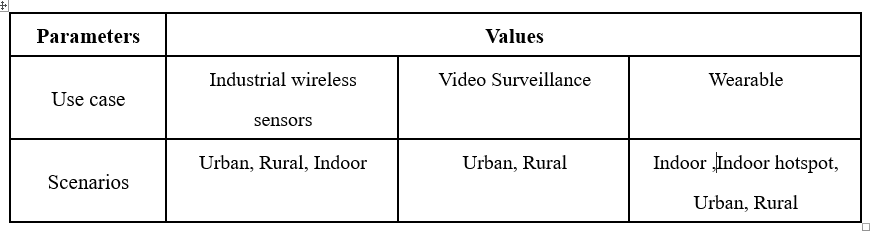 Parameters Values
Use case Industrial wireless sensors Video Surveillance Wearable
Scenarios Urban, Rural, Indoor Urban, Rural Indoor ,Indoor hotspot, Urban, Rural